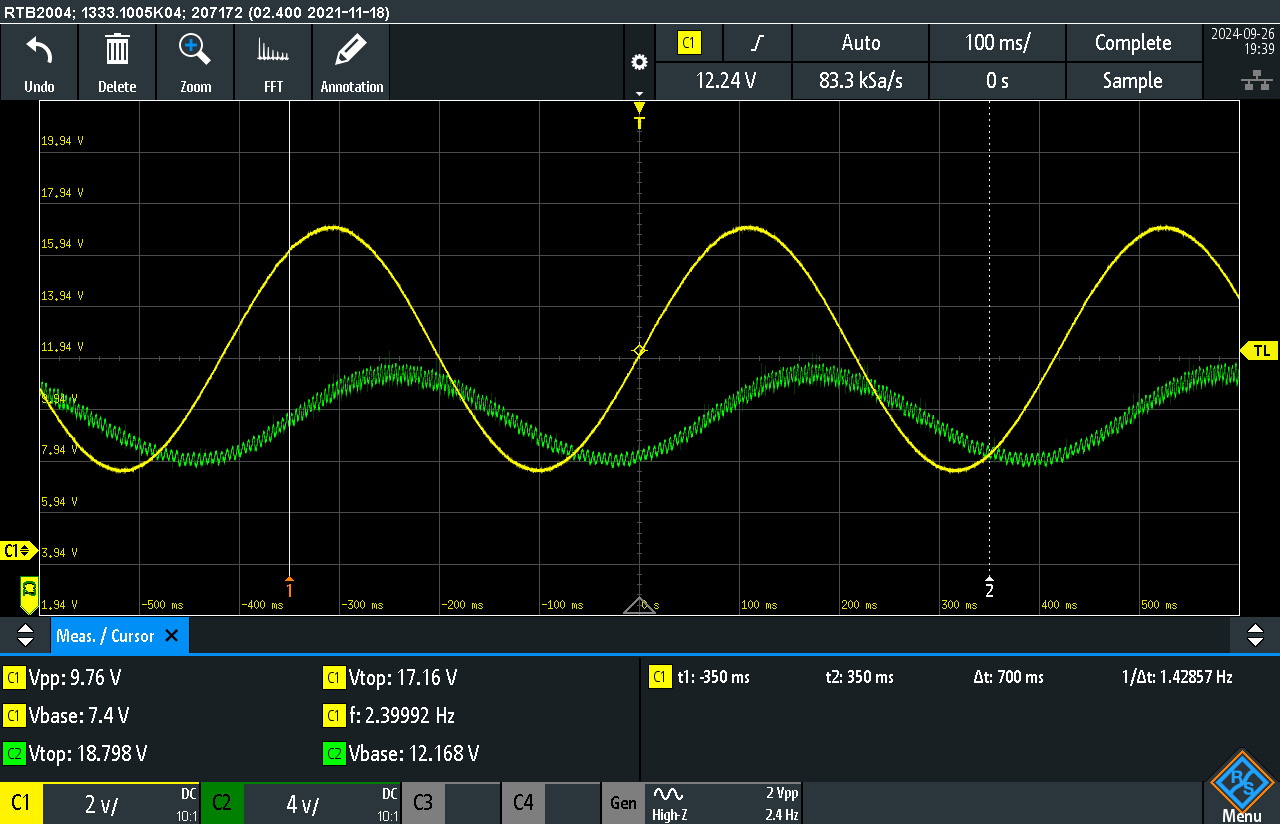 RTB2004; 1333.1005K04; 207172 (02.400 2021-11-18)
Undo
Delete
Zoom
FFT
Annotation
C1
Auto
100 ms/
Complete
2024-09-26
19:39
12.24 V
83.3 kSa/s
0 s
Sample
T
19.94 V
17.94 V
15.94 V
13.94 V
11.94 V
TL
9.94 V
7.94 V
5.94 V
C1
3.94 V
1
2
1.94 V
-500 ms
-400 ms
-300 ms
-200 ms
-100 ms
0 s
100 ms
200 ms
300 ms
400 ms
500 ms
Meas. / Cursor
C1 Vpp: 9.76 V
C1 Vtop: 17.16 V
C1 t1: -350 ms
t2: 350 ms
Δt: 700 ms
1/Δt: 1.42857 Hz
C1 Vbase: 7.4 V
C1 f: 2.39992 Hz
C2 Vtop: 18.798 V
C2 Vbase: 12.168 V
C1
2 v/
DC
10:1
C2
4 v/
DC
10:1
C3
C4
Gen
High-Z
2 Vpp
2.4 Hz
R S
Menu